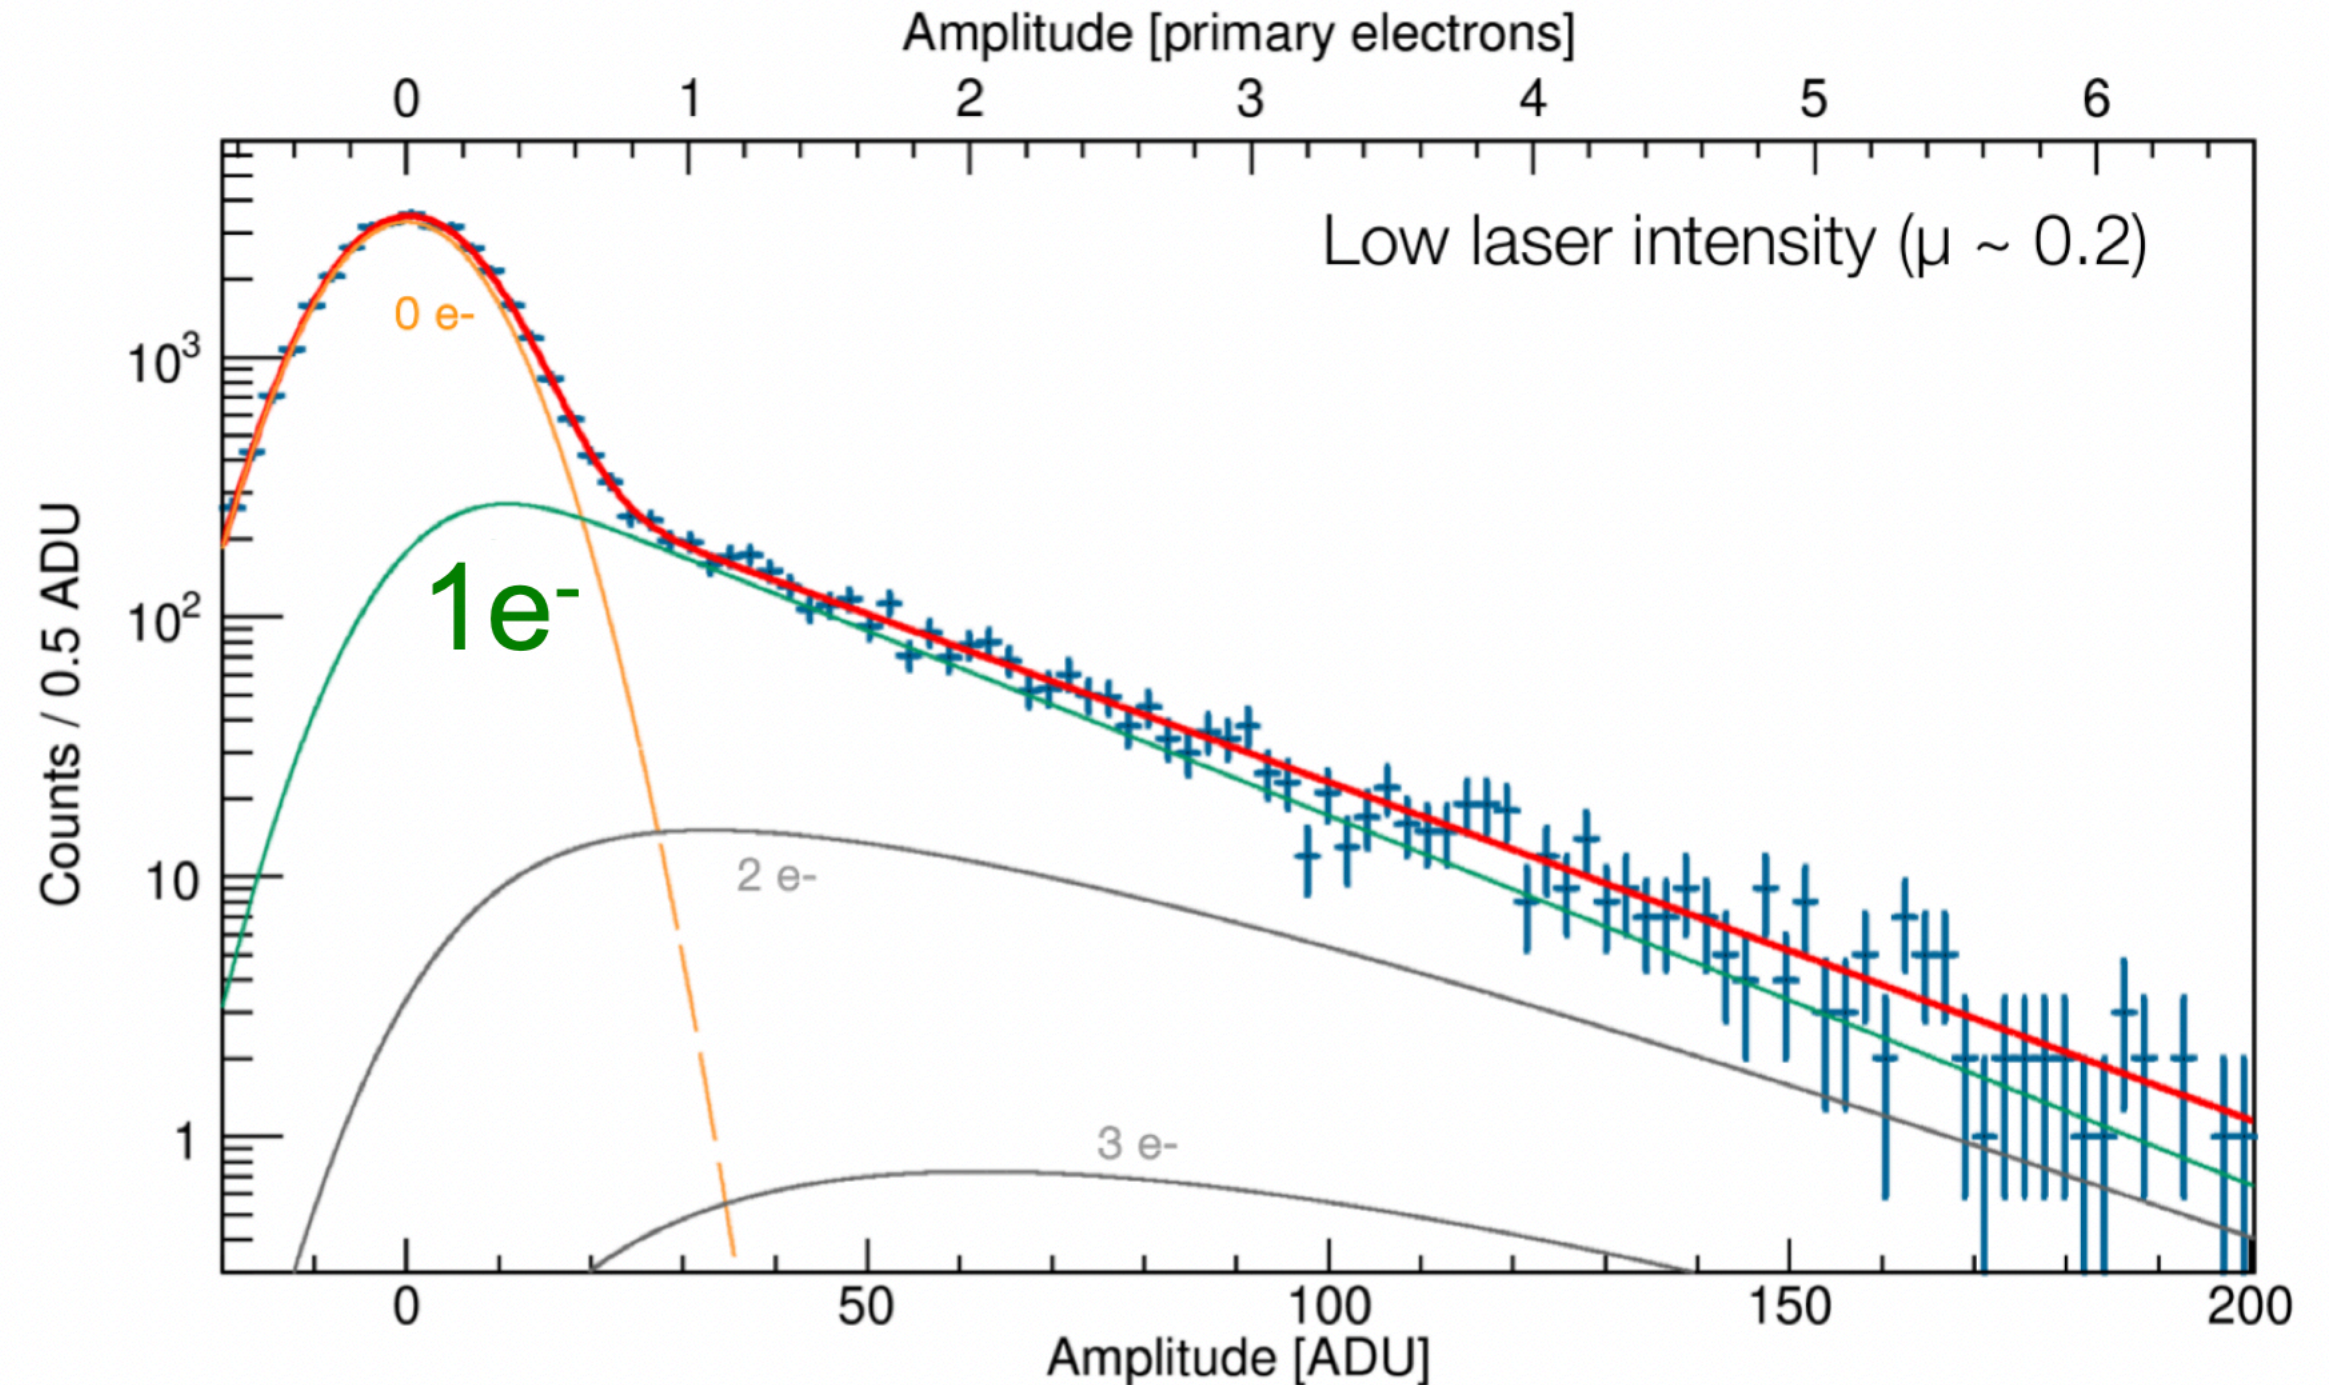 Amplitude [primary electrons]
0 1 2 3 4 5 6
Low laser intensity (μ ~ 0.2)
0 e-
10³
1e⁻
10²
2 e-
10
3 e-
1
Counts / 0.5 ADU
0 50 100 150 200
Amplitude [ADU]